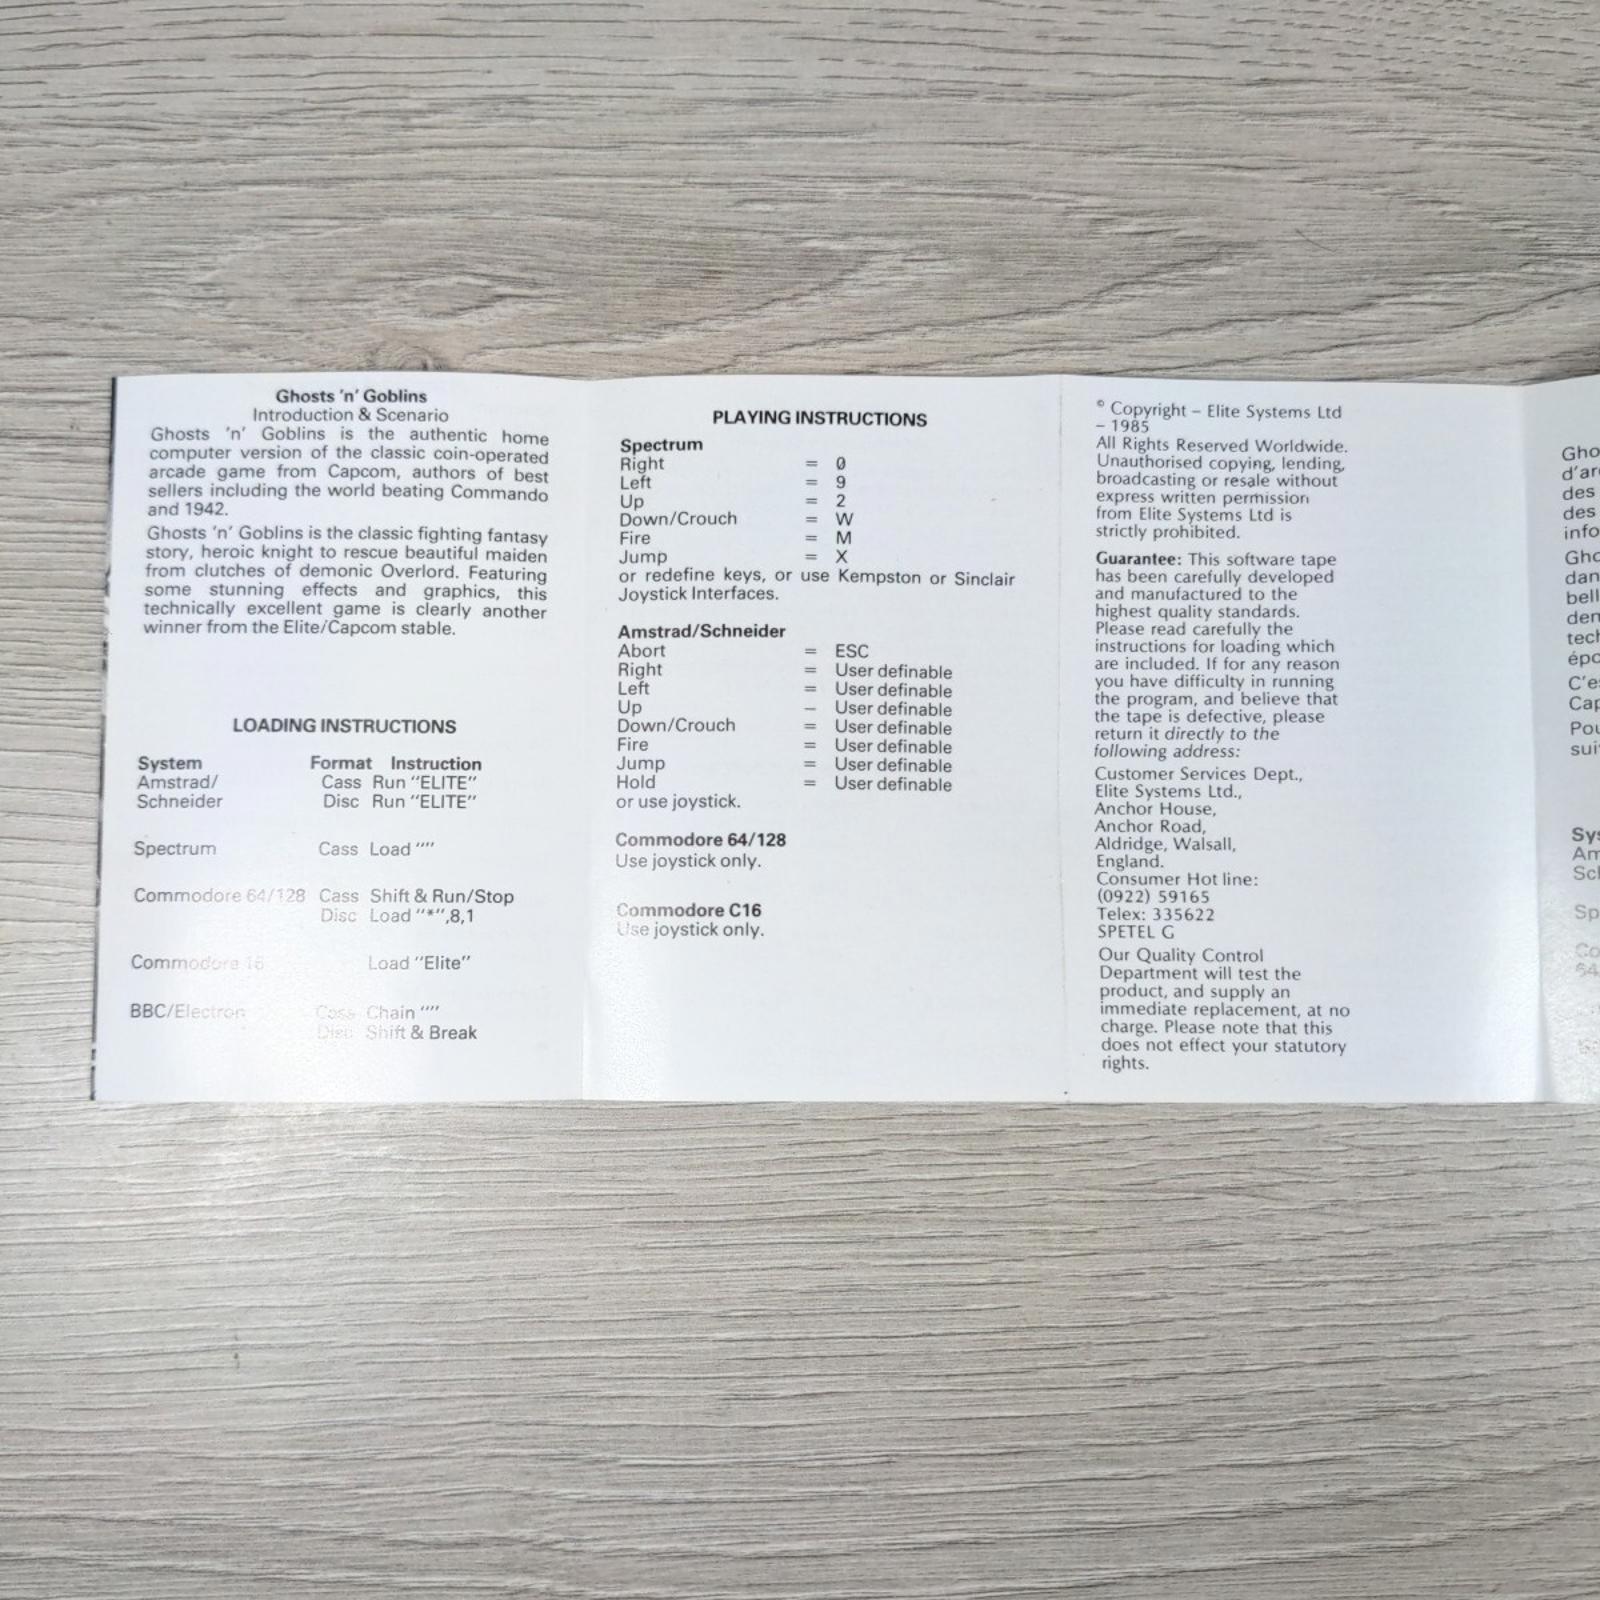 Ghosts 'n' Goblins
Introduction & Scenario
Ghosts 'n' Goblins is the authentic home
computer version of the classic coin-operated
arcade game from Capcom, authors of best
sellers including the world beating Commando
and 1942.
Ghosts 'n' Goblins is the classic fighting fantasy
story, heroic knight to rescue beautiful maiden
from clutches of demonic Overlord. Featuring
some stunning effects and graphics, this
technically excellent game is clearly another
winner from the Elite/Capcom stable.
LOADING INSTRUCTIONS
System Format Instruction
Amstrad/ Cass Run "ELITE"
Schneider Disc Run "ELITE"
Spectrum Cass Load ""
Commodore 64/128 Cass Shift & Run/Stop
Disc Load "*",8,1
Commodore 16 Load "Elite"
BBC/Electron Cass Chain ""
Disc Shift & Break
PLAYING INSTRUCTIONS
Spectrum
Right = 0
Left = 9
Up = 2
Down/Crouch = W
Fire = M
Jump = X
or redefine keys, or use Kempston or Sinclair
Joystick Interfaces.
Amstrad/Schneider
Abort = ESC
Right = User definable
Left = User definable
Up – User definable
Down/Crouch = User definable
Fire = User definable
Jump = User definable
Hold = User definable
or use joystick.
Commodore 64/128
Use joystick only.
Commodore C16
Use joystick only.
© Copyright – Elite Systems Ltd
– 1985
All Rights Reserved Worldwide.
Unauthorised copying, lending,
broadcasting or resale without
express written permission
from Elite Systems Ltd is
strictly prohibited.
Guarantee: This software tape
has been carefully developed
and manufactured to the
highest quality standards.
Please read carefully the
instructions for loading which
are included. If for any reason
you have difficulty in running
the program, and believe that
the tape is defective, please
return it directly to the
following address:
Customer Services Dept.,
Elite Systems Ltd.,
Anchor House,
Anchor Road,
Aldridge, Walsall,
England.
Consumer Hot line:
(0922) 59165
Telex: 335622
SPETEL G
Our Quality Control
Department will test the
product, and supply an
immediate replacement, at no
charge. Please note that this
does not effect your statutory
rights.
des
des